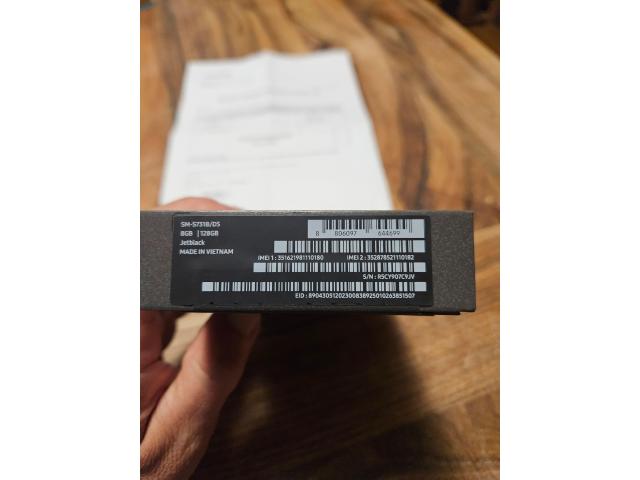 SM-S731B/DS
8GB | 128GB
Jetblack
MADE IN VIETNAM
8 806097 644699
IMEI 1 : 351621981110180 IMEI 2 : 352878521110182
S/N : R5CY907C9JV
EID : 89043051202300838925010263851507